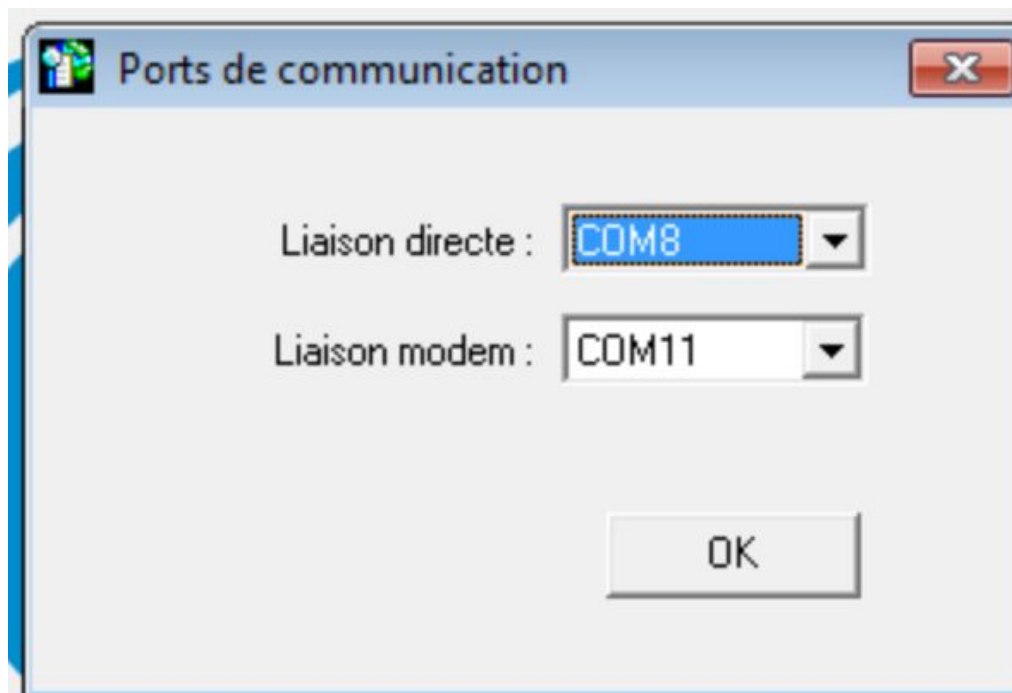 Ports de communication
Liaison directe : COM8
Liaison modem : COM11
OK